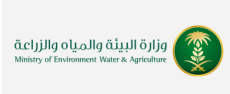 وزارة البيئة والمياه والزراعة
Ministry of Environment Water & Agriculture